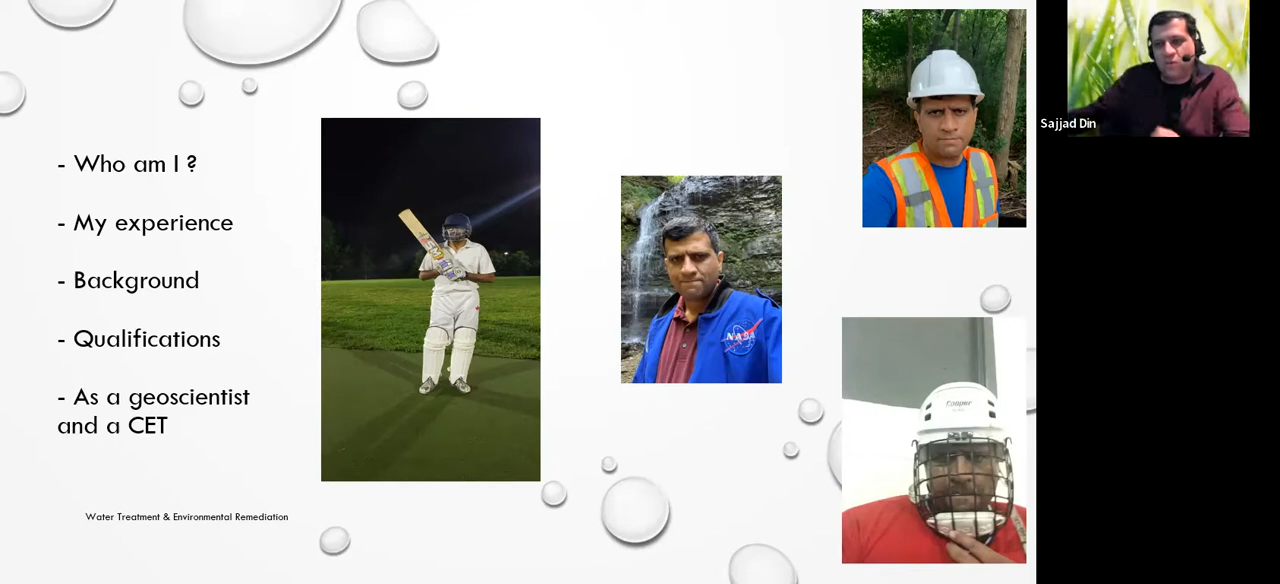 - Who am I ?
- My experience
- Background
- Qualifications
- As a geoscientist
and a CET
Water Treatment & Environmental Remediation
NASA
Cooper
Sajjad Din